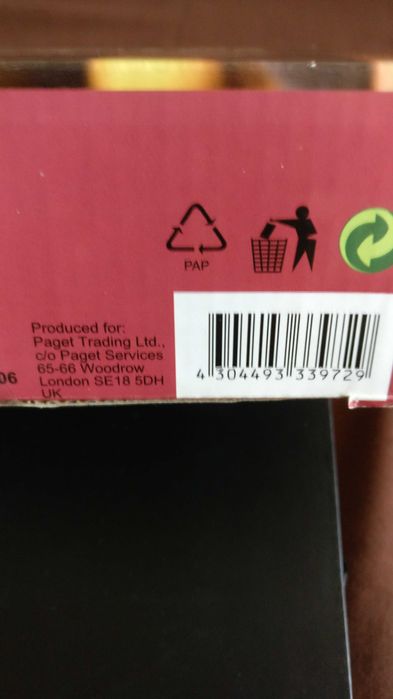 PAP
Produced for:
Paget Trading Ltd.,
c/o Paget Services
65-66 Woodrow
London SE18 5DH
UK
06
4 304493 339729